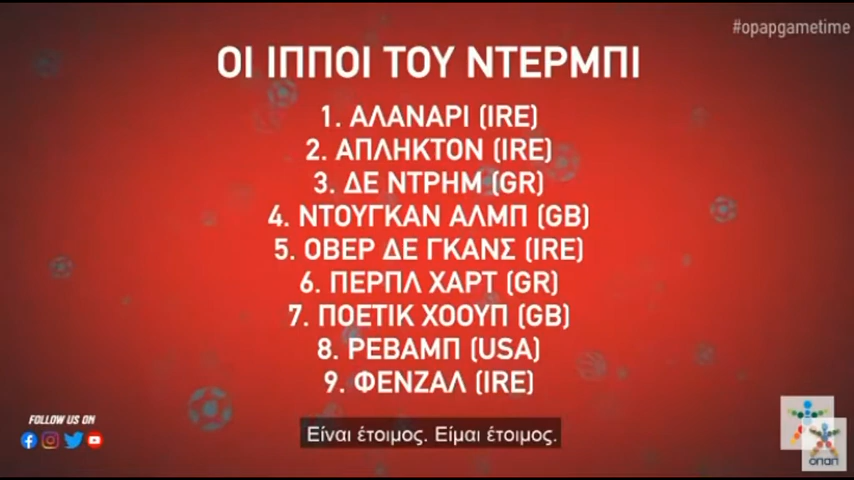 #opapgametime
ΟΙ ΙΠΠΟΙ ΤΟΥ ΝΤΕΡΜΠΙ
1. ΑΛΑΝΑΡΙ (IRE)
2. ΑΠΛΗΚΤΟΝ (IRE)
3. ΔΕ ΝΤΡΗΜ (GR)
4. ΝΤΟΥΓΚΑΝ ΑΛΜΠ (GB)
5. ΟΒΕΡ ΔΕ ΓΚΑΝΣ (IRE)
6. ΠΕΡΠΛ ΧΑΡΤ (GR)
7. ΠΟΕΤΙΚ ΧΟΟΥΠ (GB)
8. ΡΕΒΑΜΠ (USA)
9. ΦΕΝΖΑΛ (IRE)
FOLLOW US ON
Είναι έτοιμος. Είμαι έτοιμος.
οπαπ